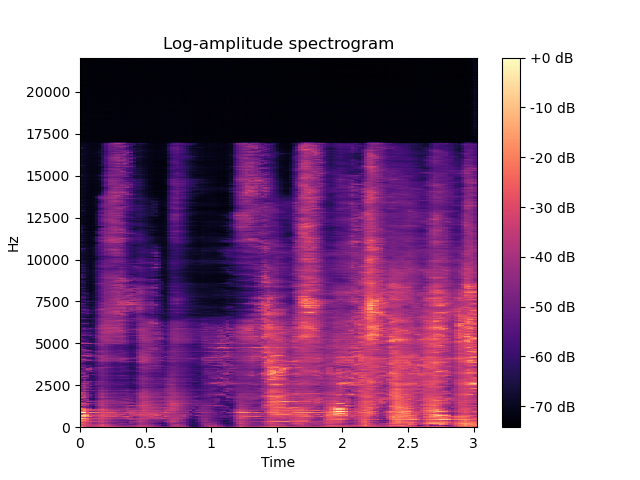 Log-amplitude spectrogram
Hz
20000
17500
15000
12500
10000
7500
5000
2500
0
0 0.5 1 1.5 2 2.5 3
Time
+0 dB
-10 dB
-20 dB
-30 dB
-40 dB
-50 dB
-60 dB
-70 dB